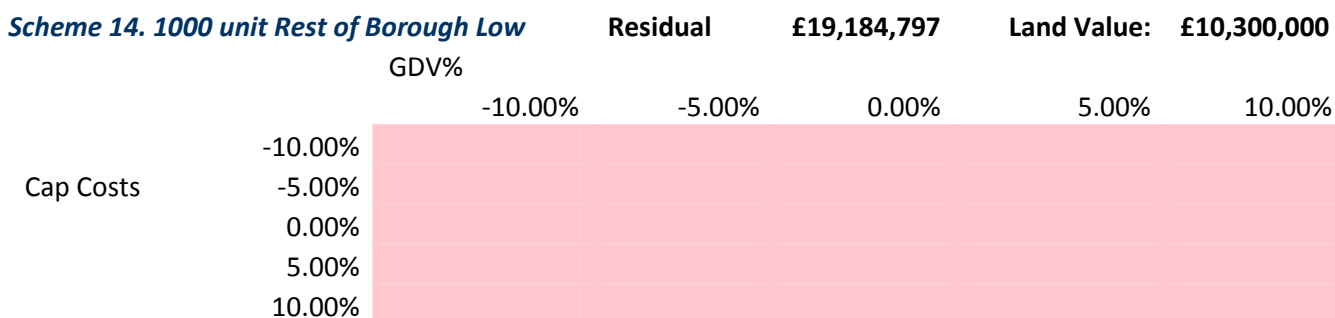 Scheme 14. 1000 unit Rest of Borough Low Residual £19,184,797 Land Value: £10,300,000
GDV%
-10.00% -5.00% 0.00% 5.00% 10.00%
-10.00%
Cap Costs -5.00%
0.00%
5.00%
10.00%